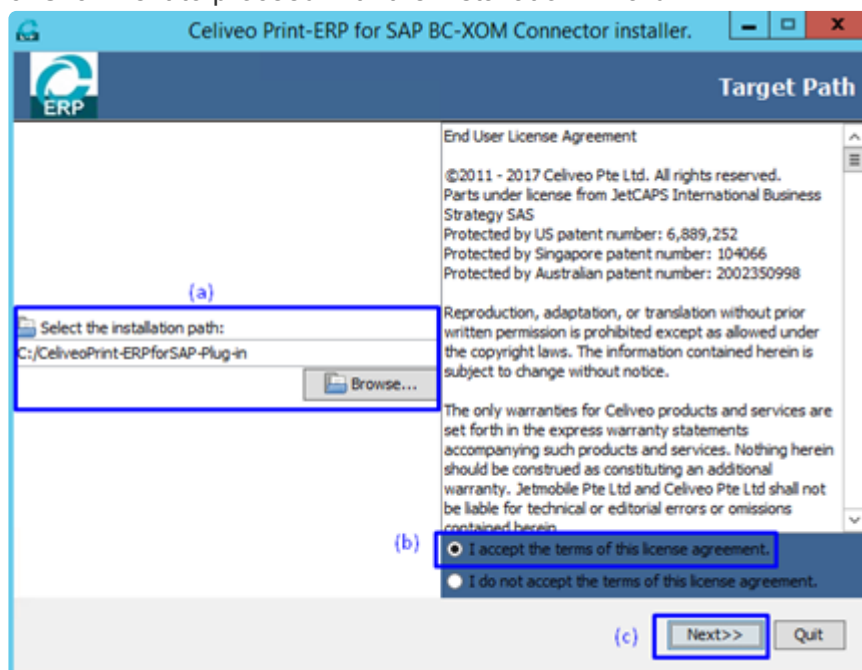 Celiveo Print-ERP for SAP BC-XOM Connector installer.
ERP
Target Path
(a)
Select the installation path:
C:/CeliveoPrint-ERPforSAP-Plug-in
Browse...
End User License Agreement
©2011 - 2017 Celiveo Pte Ltd. All rights reserved.
Parts under license from JetCAPS International Business
Strategy SAS
Protected by US patent number: 6,889,252
Protected by Singapore patent number: 104066
Protected by Australian patent number: 2002350998
Reproduction, adaptation, or translation without prior
written permission is prohibited except as allowed under
the copyright laws. The information contained herein is
subject to change without notice.
The only warranties for Celiveo products and services are
set forth in the express warranty statements
accompanying such products and services. Nothing herein
should be construed as constituting an additional
warranty. Jetmobile Pte Ltd and Celiveo Pte Ltd shall not
be liable for technical or editorial errors or omissions
contained herein
(b)
I accept the terms of this license agreement.
I do not accept the terms of this license agreement.
(c)
Next>>
Quit